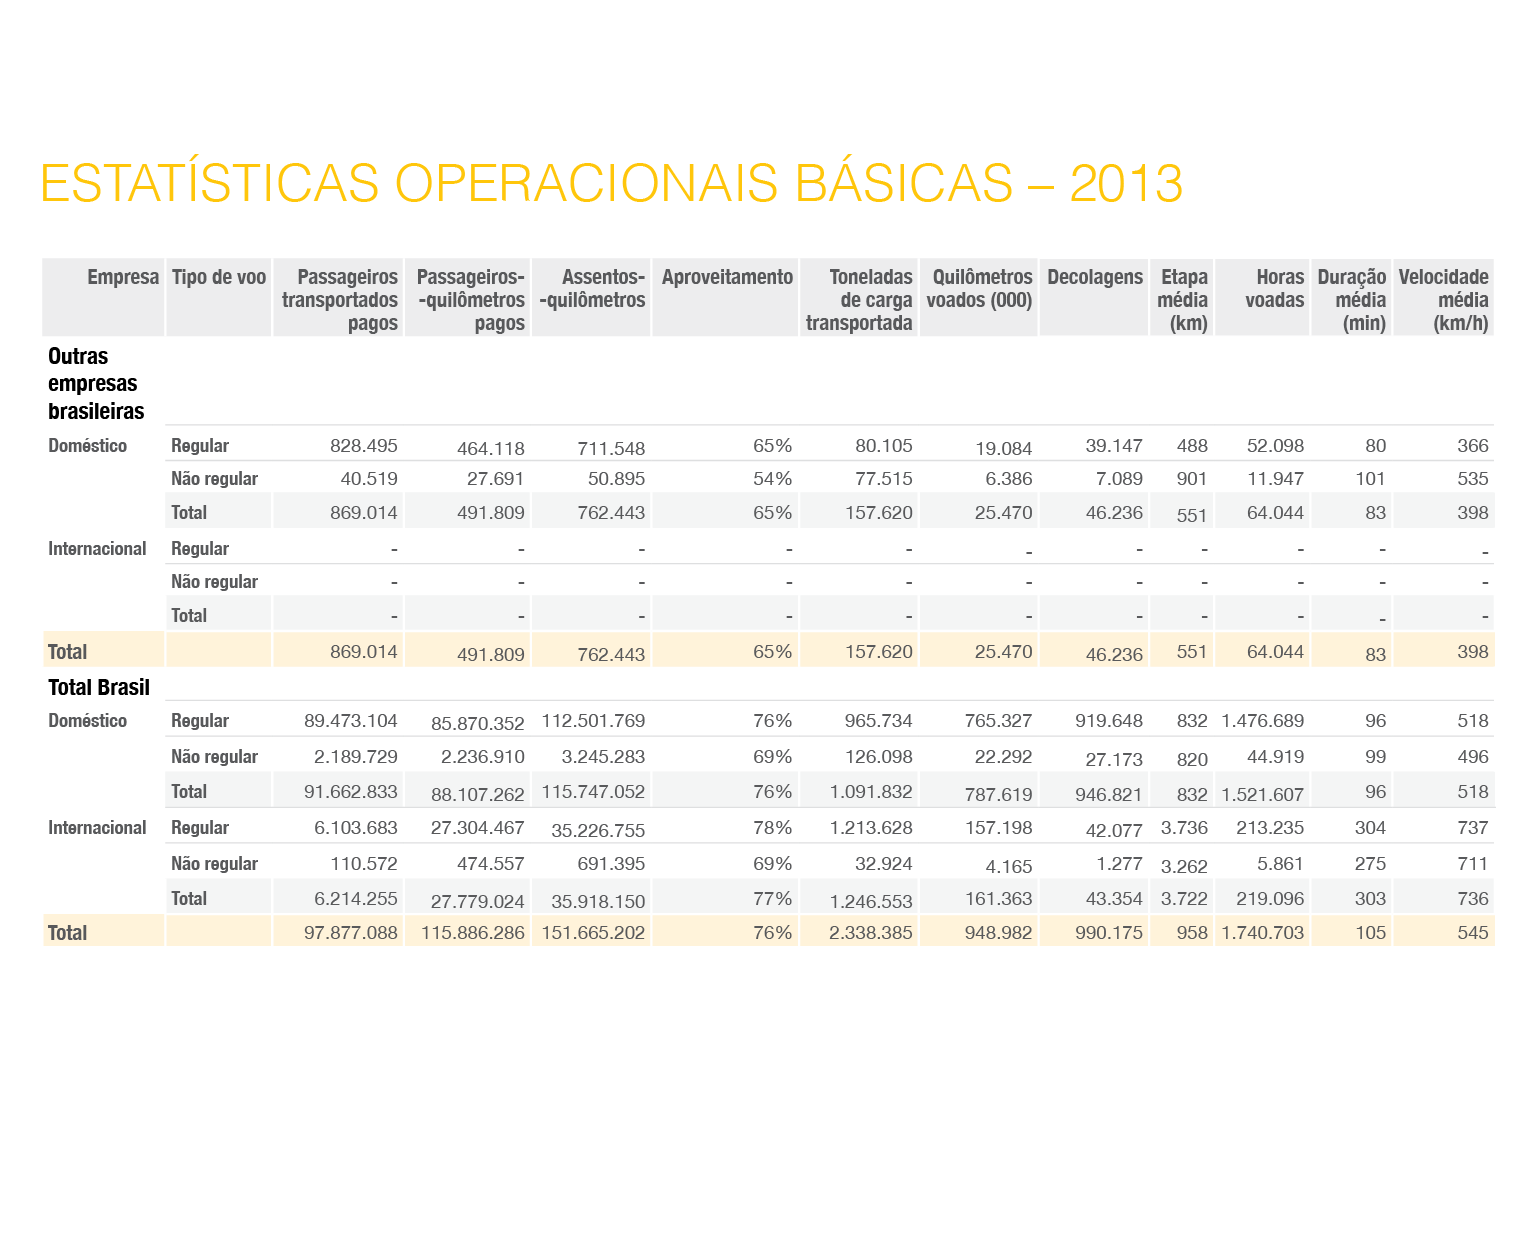 ESTATÍSTICAS OPERACIONAIS BÁSICAS – 2013
Empresa Tipo de voo Passageiros transportados pagos Passageiros- -quilômetros pagos Assentos- -quilômetros Aproveitamento Toneladas de carga transportada Quilômetros voados (000) Decolagens Etapa média (km) Horas voadas Duração média (min) Velocidade média (km/h)
Outras
empresas
brasileiras
Doméstico Regular 828.495 464.118 711.548 65% 80.105 19.084 39.147 488 52.098 80 366
Não regular 40.519 27.691 50.895 54% 77.515 6.386 7.089 901 11.947 101 535
Total 869.014 491.809 762.443 65% 157.620 25.470 46.236 551 64.044 83 398
Internacional Regular - - - - - - - - - - -
Não regular - - - - - - - - - - -
Total - - - - - - - - - - -
Total 869.014 491.809 762.443 65% 157.620 25.470 46.236 551 64.044 83 398
Total Brasil
Doméstico Regular 89.473.104 85.870.352 112.501.769 76% 965.734 765.327 919.648 832 1.476.689 96 518
Não regular 2.189.729 2.236.910 3.245.283 69% 126.098 22.292 27.173 820 44.919 99 496
Total 91.662.833 88.107.262 115.747.052 76% 1.091.832 787.619 946.821 832 1.521.607 96 518
Internacional Regular 6.103.683 27.304.467 35.226.755 78% 1.213.628 157.198 42.077 3.736 213.235 304 737
Não regular 110.572 474.557 691.395 69% 32.924 4.165 1.277 3.262 5.861 275 711
Total 6.214.255 27.779.024 35.918.150 77% 1.246.553 161.363 43.354 3.722 219.096 303 736
Total 97.877.088 115.886.286 151.665.202 76% 2.338.385 948.982 990.175 958 1.740.703 105 545